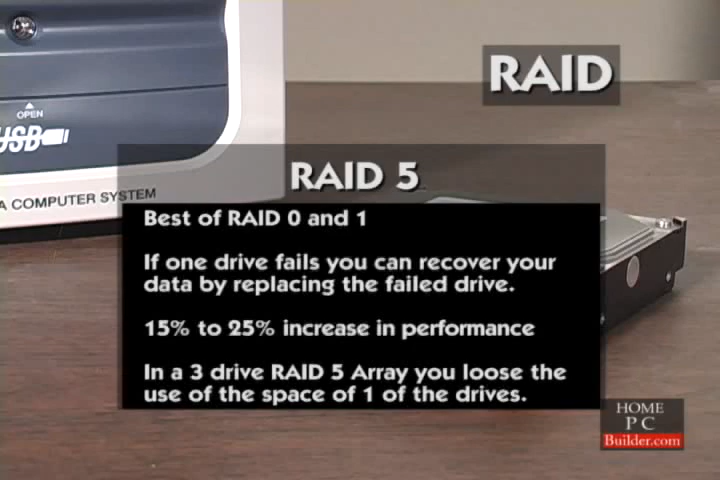 OPEN
USB
A COMPUTER SYSTEM
RAID
RAID 5
Best of RAID 0 and 1
If one drive fails you can recover your
data by replacing the failed drive.
15% to 25% increase in performance
In a 3 drive RAID 5 Array you loose the
use of the space of 1 of the drives.
HOME
PC
Builder.com